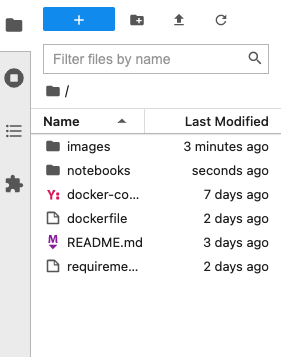 +
Filter files by name
/
Name Last Modified
images 3 minutes ago
notebooks seconds ago
Y: docker-co... 7 days ago
dockerfile 2 days ago
M README.md 3 days ago
requireme... 2 days ago